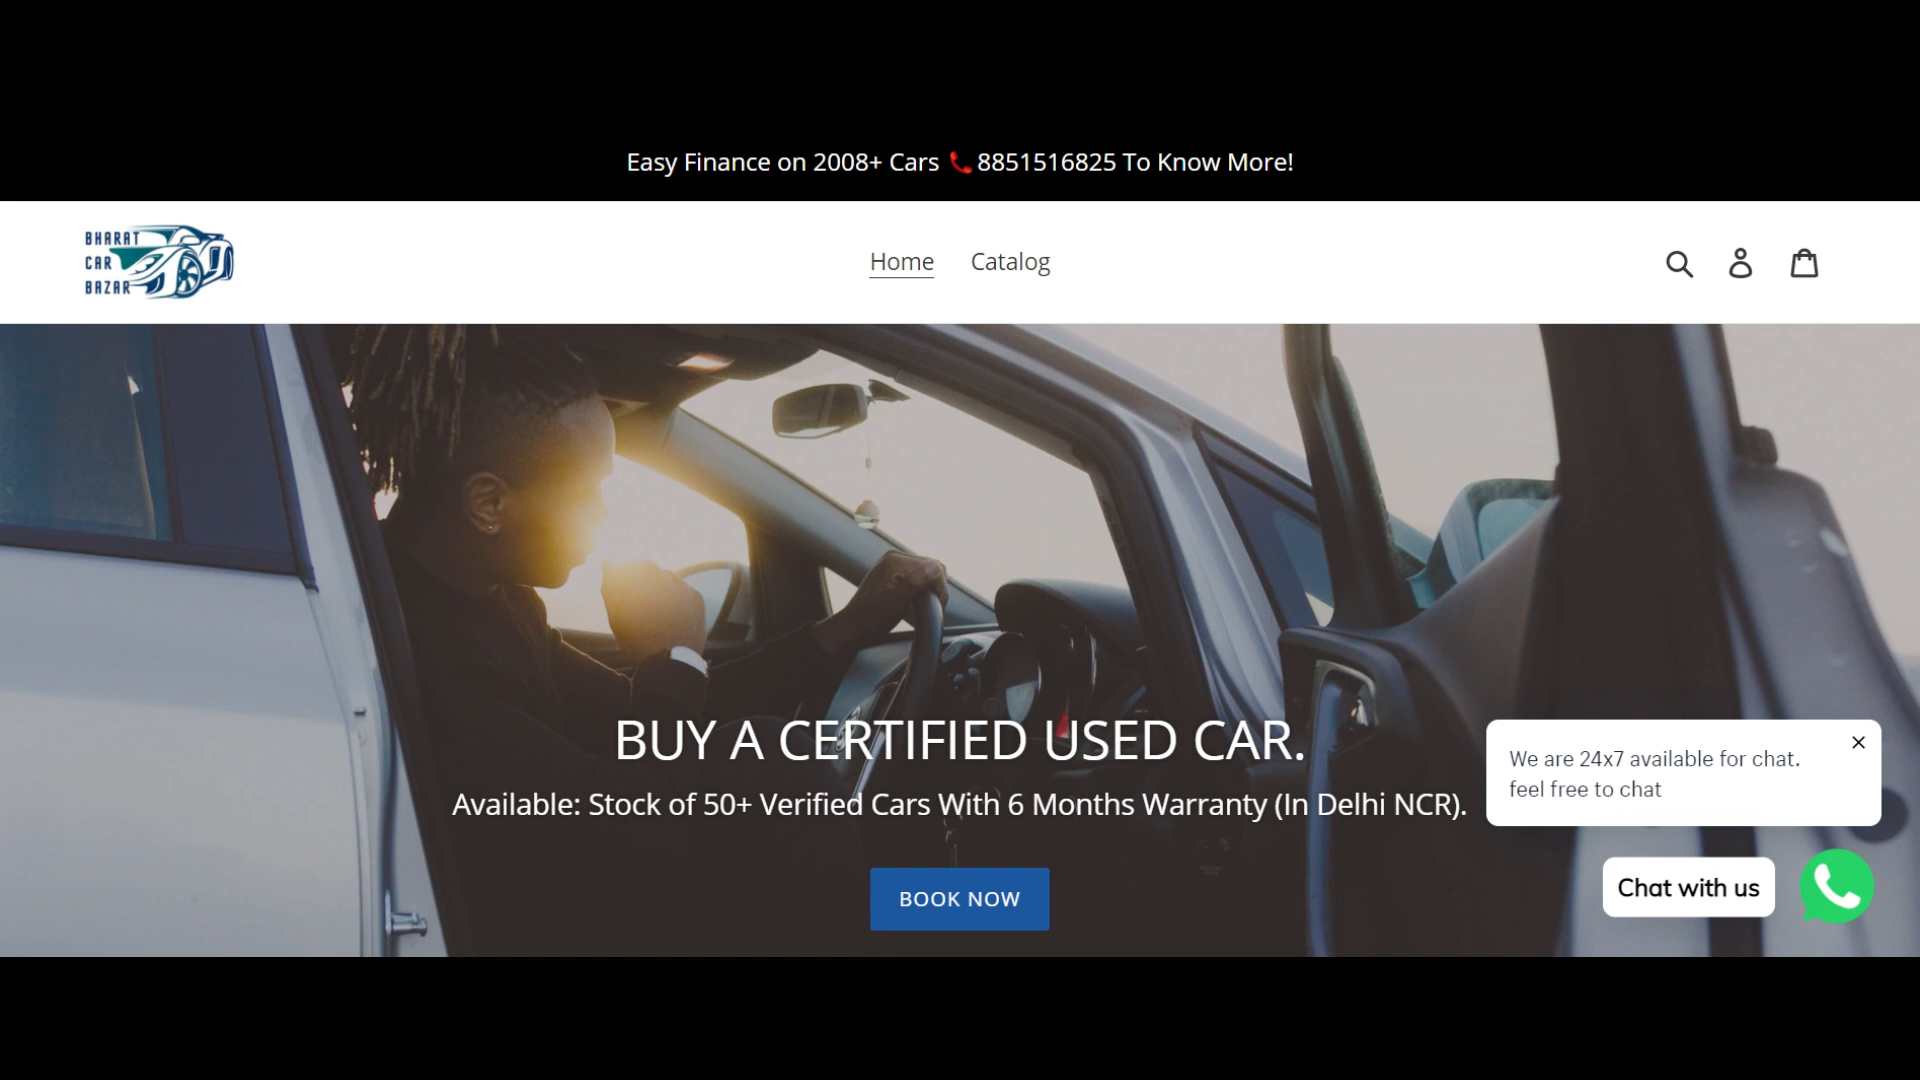 Easy Finance on 2008+ Cars 📞8851516825 To Know More!
BHARAT
CAR
BAZAR
Home Catalog
BUY A CERTIFIED USED CAR.
Available: Stock of 50+ Verified Cars With 6 Months Warranty (In Delhi NCR).
BOOK NOW
We are 24x7 available for chat.
feel free to chat
Chat with us